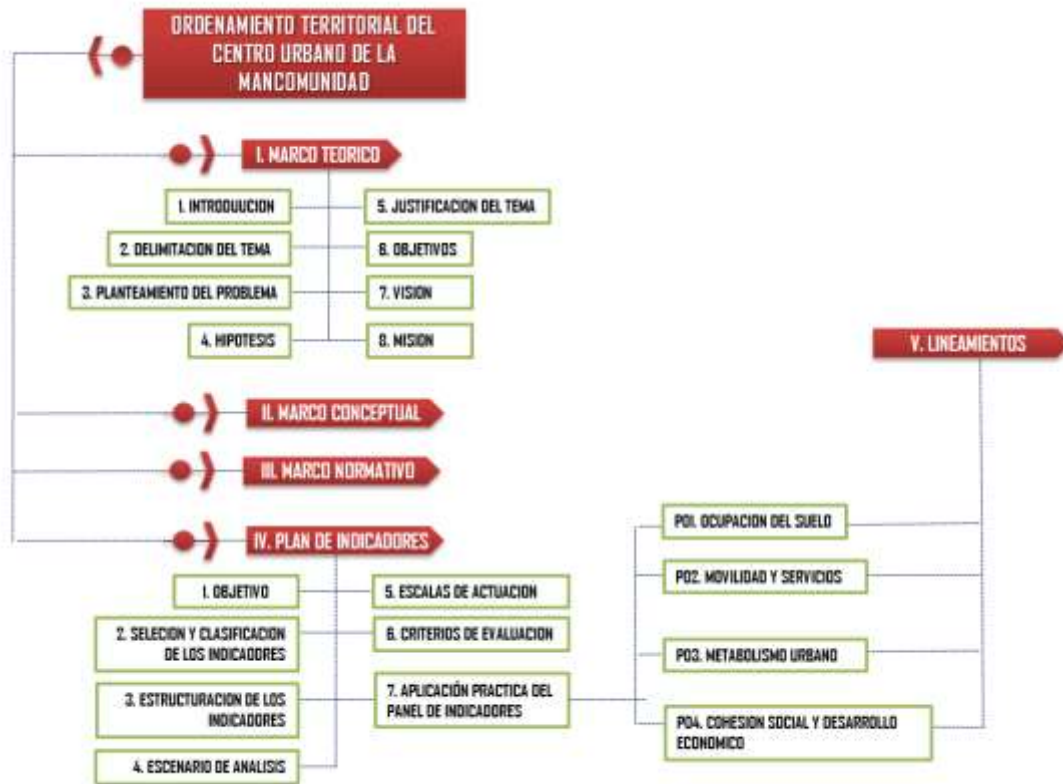 ORDENAMIENTO TERRITORIAL DEL
CENTRO URBANO DE LA
MANCOMUNIDAD
I. MARCO TEORICO
1. INTRODUUCION
2. DELIMITACION DEL TEMA
3. PLANTEAMIENTO DEL PROBLEMA
4. HIPOTESIS
5. JUSTIFICACION DEL TEMA
6. OBJETIVOS
7. VISION
8. MISION
II. MARCO CONCEPTUAL
III. MARCO NORMATIVO
IV. PLAN DE INDICADORES
1. OBJETIVO
2. SELECION Y CLASIFICACION
DE LOS INDICADORES
3. ESTRUCTURACION DE LOS
INDICADORES
4. ESCENARIO DE ANALISIS
5. ESCALAS DE ACTUACION
6. CRITERIOS DE EVALUACION
7. APLICACIÓN PRACTICA DEL
PANEL DE INDICADORES
P01. OCUPACION DEL SUELO
P02. MOVILIDAD Y SERVICIOS
P03. METABOLISMO URBANO
P04. COHESION SOCIAL Y DESARROLLO
ECONOMICO
V. LINEAMIENTOS